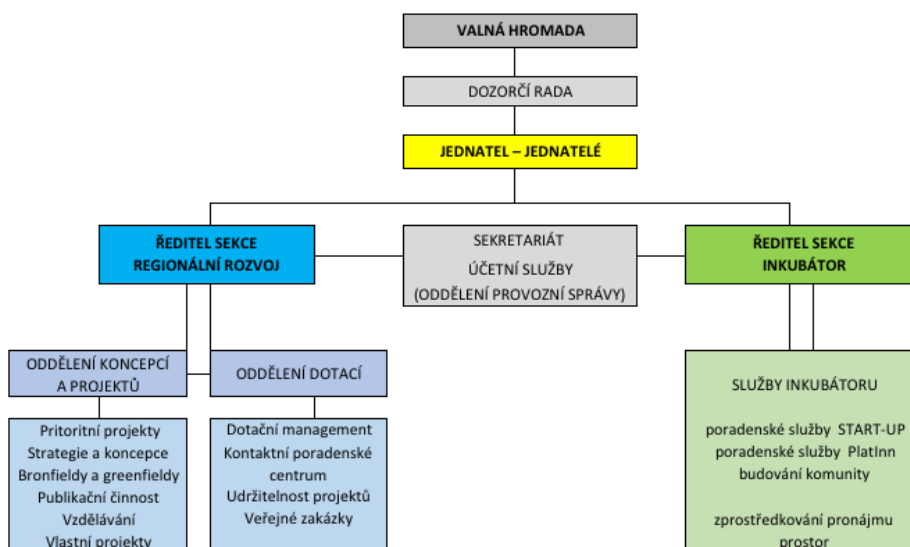 VALNÁ HROMADA
DOZORČÍ RADA
JEDNATEL – JEDNATELÉ
ŘEDITEL SEKCE
REGIONÁLNÍ ROZVOJ
SEKRETARIÁT
ÚČETNÍ SLUŽBY
(ODDĚLENÍ PROVOZNÍ SPRÁVY)
ŘEDITEL SEKCE
INKUBÁTOR
ODDĚLENÍ KONCEPCÍ
A PROJEKTŮ
ODDĚLENÍ DOTACÍ
Pritoritní projekty
Strategie a koncepce
Bronfieldy a greenfieldy
Publikační činnost
Vzdělávání
Vlastní projekty
Dotační management
Kontaktní poradenské
centrum
Udržitelnost projektů
Veřejné zakázky
SLUŽBY INKUBÁTORU
poradenské služby START-UP
poradenské služby PlatInn
budování komunity
zprostředkování pronájmu
prostor